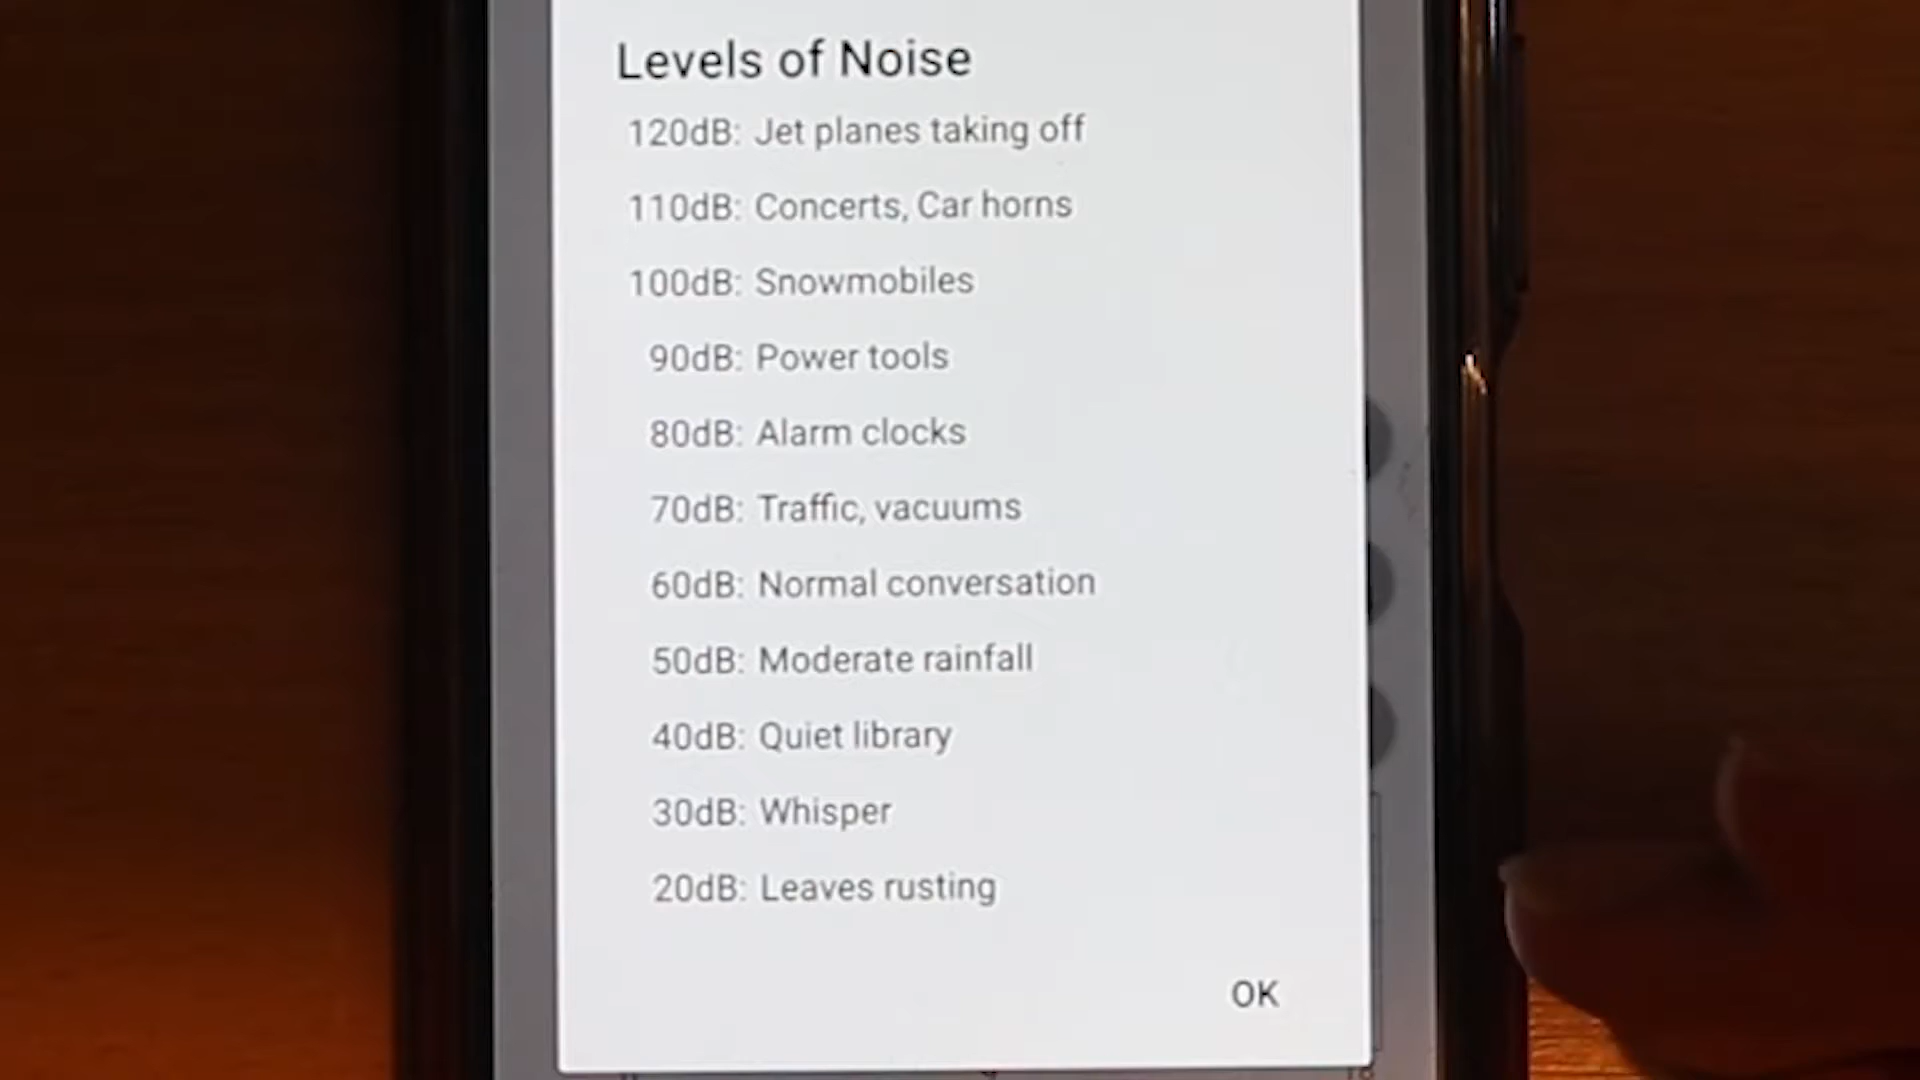 Levels of Noise
120dB: Jet planes taking off
110dB: Concerts, Car horns
100dB: Snowmobiles
90dB: Power tools
80dB: Alarm clocks
70dB: Traffic, vacuums
60dB: Normal conversation
50dB: Moderate rainfall
40dB: Quiet library
30dB: Whisper
20dB: Leaves rusting
OK